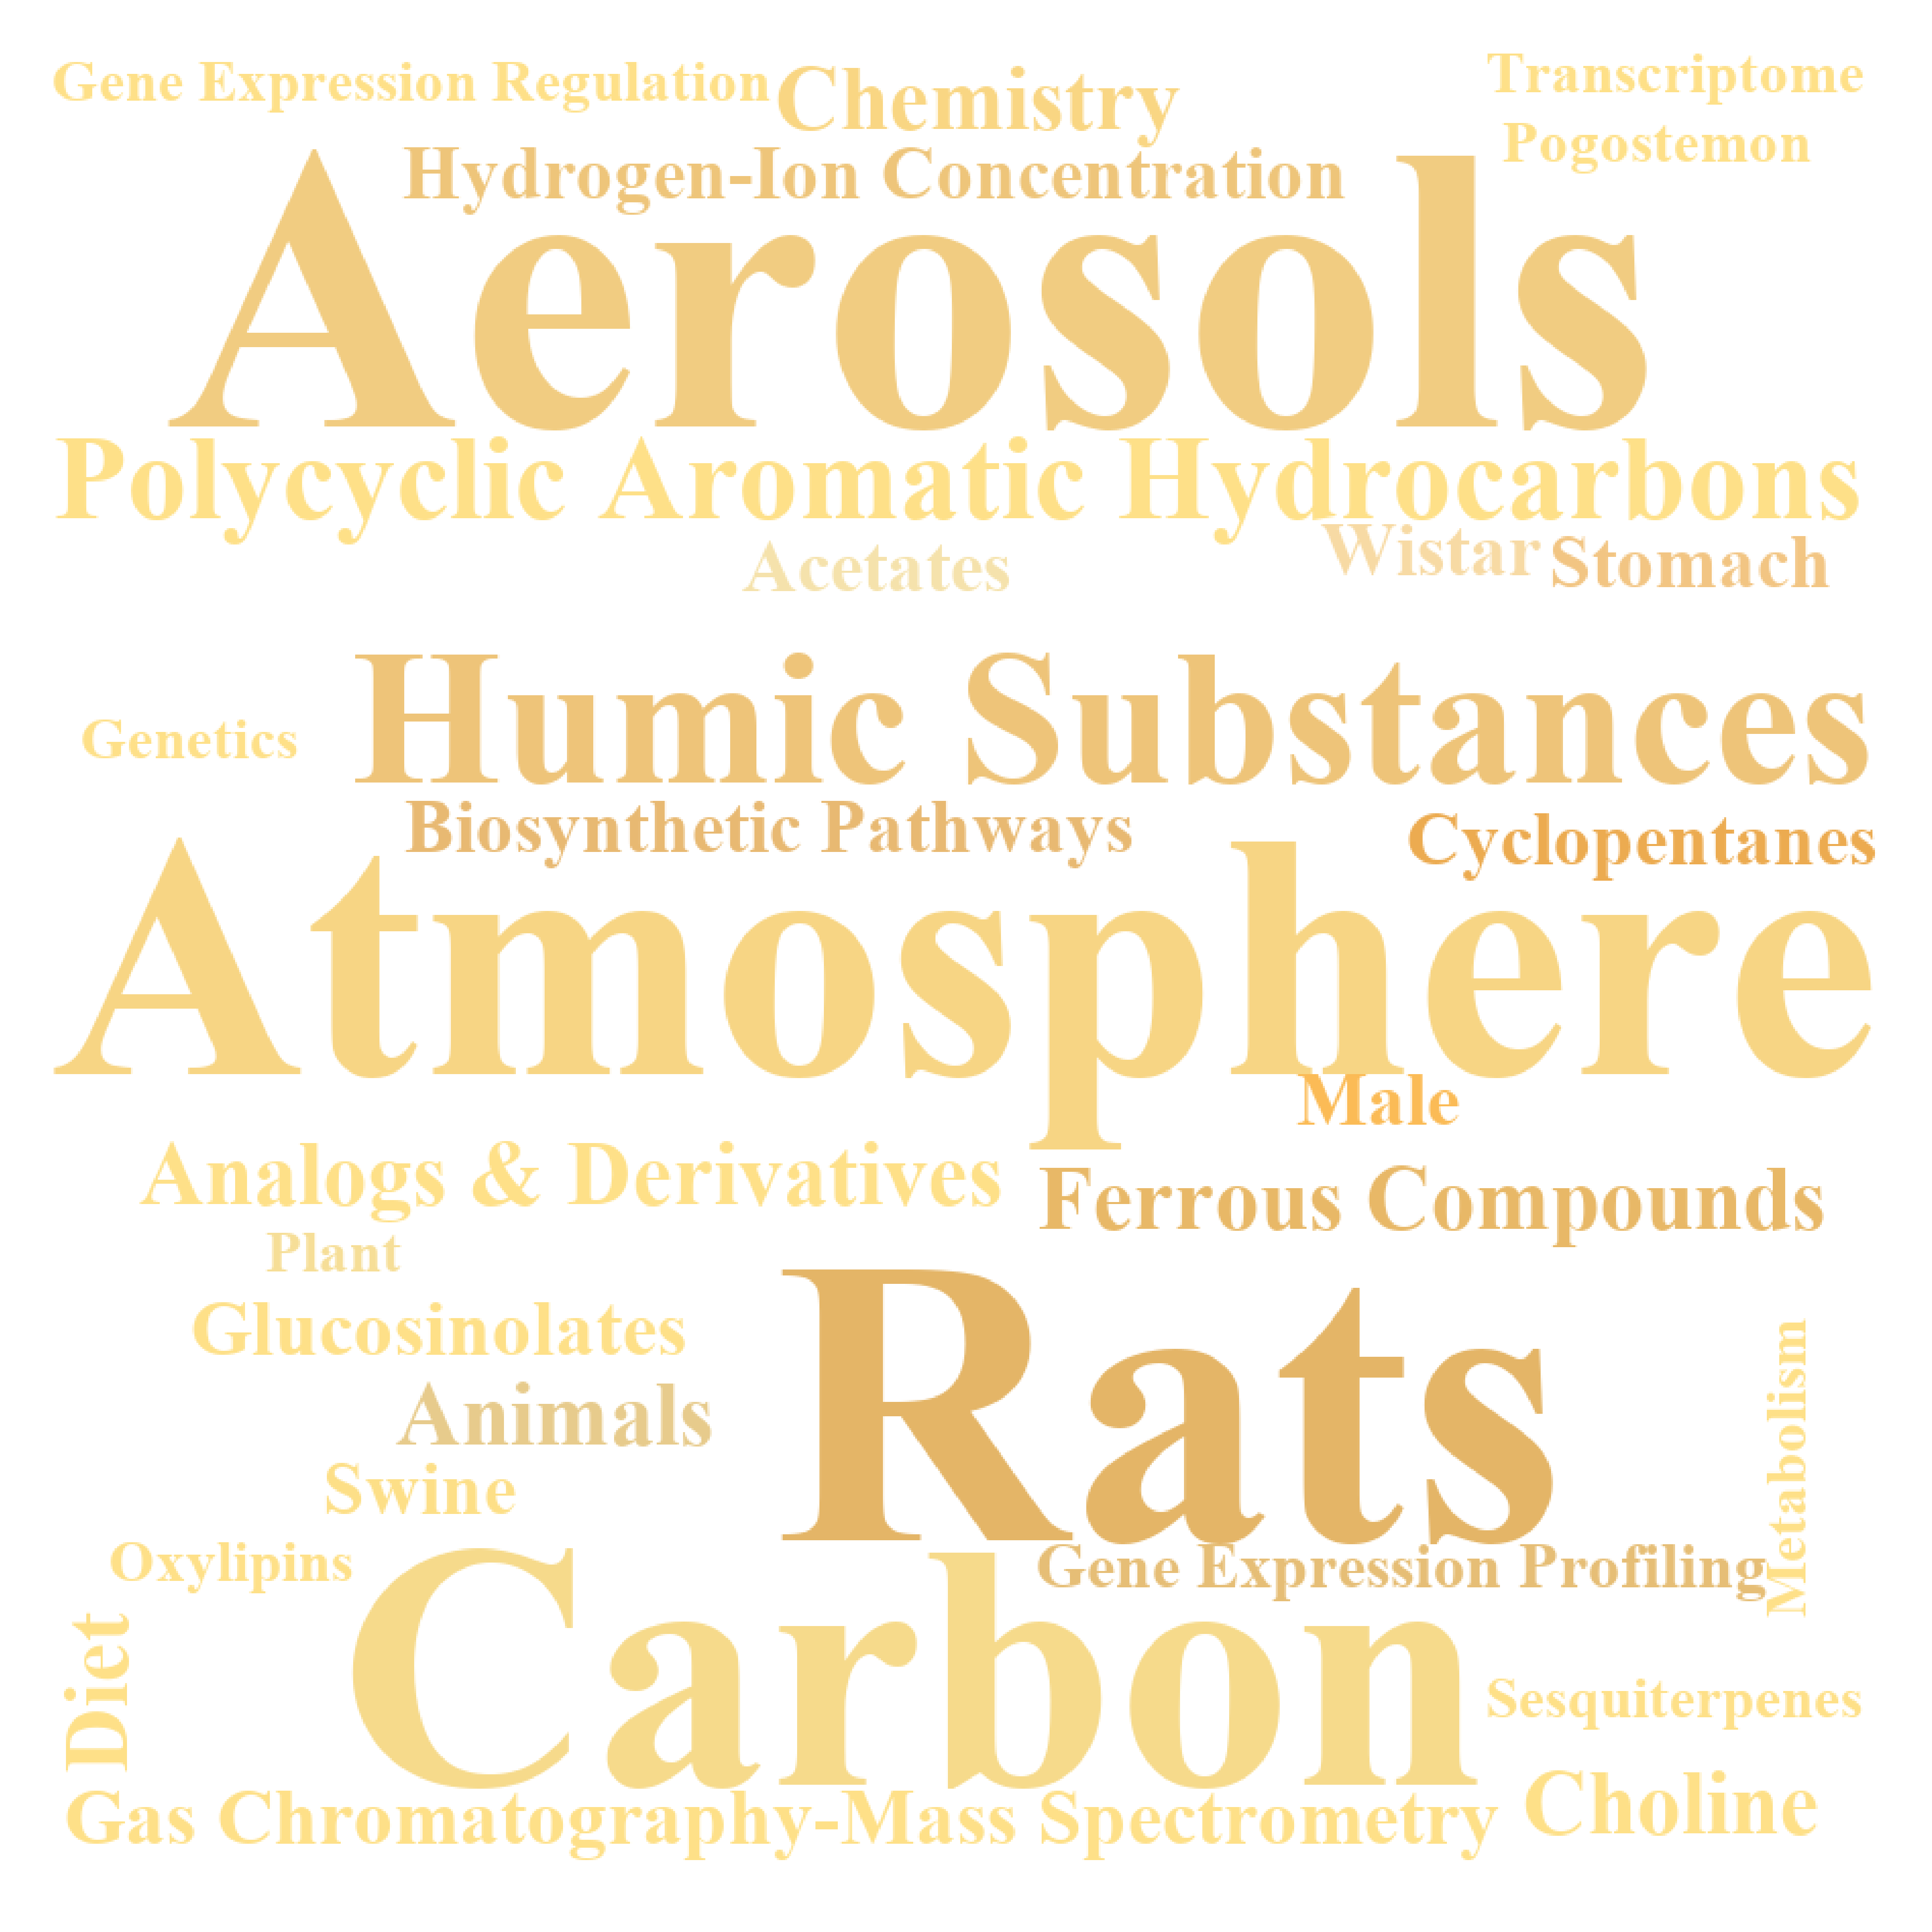 Gene Expression Regulation
Chemistry
Transcriptome
Pogostemon
Hydrogen-Ion Concentration
Aerosols
Polycyclic Aromatic Hydrocarbons
Acetates
Wistar
Stomach
Humic Substances
Genetics
Biosynthetic Pathways
Cyclopentanes
Atmosphere
Male
Analogs & Derivatives
Ferrous Compounds
Plant
Rats
Glucosinolates
Animals
Metabolism
Swine
Oxylipins
Gene Expression Profiling
Diet
Carbon
Sesquiterpenes
Gas Chromatography-Mass Spectrometry
Choline